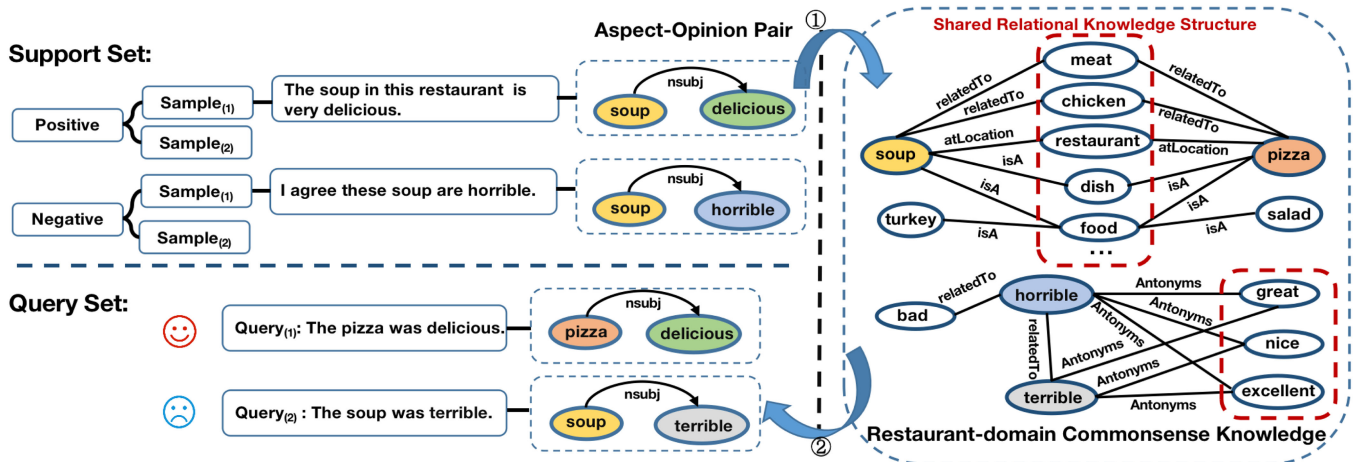 Support Set:
Aspect-Opinion Pair
①
Positive
Sample(1)
Sample(2)
The soup in this restaurant is
very delicious.
nsubj
soup
delicious
Negative
Sample(1)
Sample(2)
I agree these soup are horrible.
nsubj
soup
horrible
Query Set:
Query(1): The pizza was delicious.
nsubj
pizza
delicious
Query(2) : The soup was terrible.
nsubj
soup
terrible
②
Shared Relational Knowledge Structure
meat
relatedTo
relatedTo
chicken
relatedTo
relatedTo
restaurant
atLocation
atLocation
soup
pizza
isA
dish
isA
isA
isA
turkey
isA
food
isA
salad
...
bad
relatedTo
horrible
Antonyms
great
Antonyms
Antonyms
relatedTo
Antonyms
nice
Antonyms
terrible
Antonyms
excellent
Restaurant-domain Commonsense Knowledge